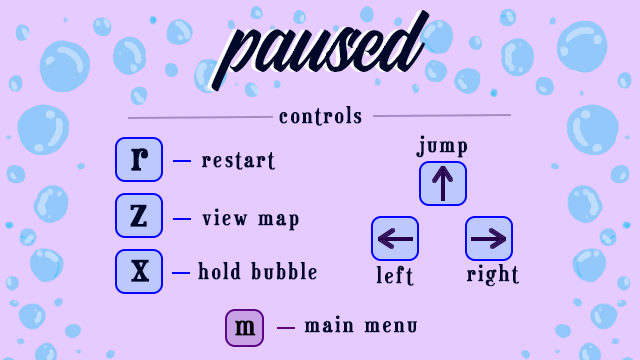 paused
controls
r — restart
z — view map
x — hold bubble
jump
↑
← →
left right
m — main menu